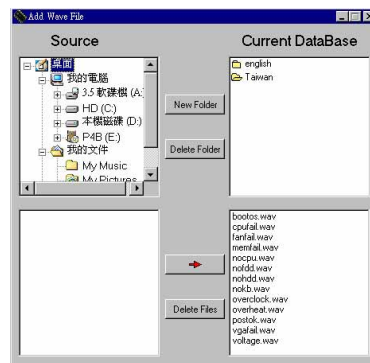 Add Wave File
Source
Current DataBase
桌面
我的電腦
3.5 軟碟機 (A:
HD (C:)
本機磁碟 (D:)
P4B (E:)
我的文件
My Music
My Pictures
english
Taiwan
New Folder
Delete Folder
Delete Files
bootos.wav
cpufail.wav
fanfail.wav
memfail.wav
nocpu.wav
nofdd.wav
nohdd.wav
nokb.wav
overclock.wav
overheat.wav
postok.wav
vgafail.wav
voltage.wav